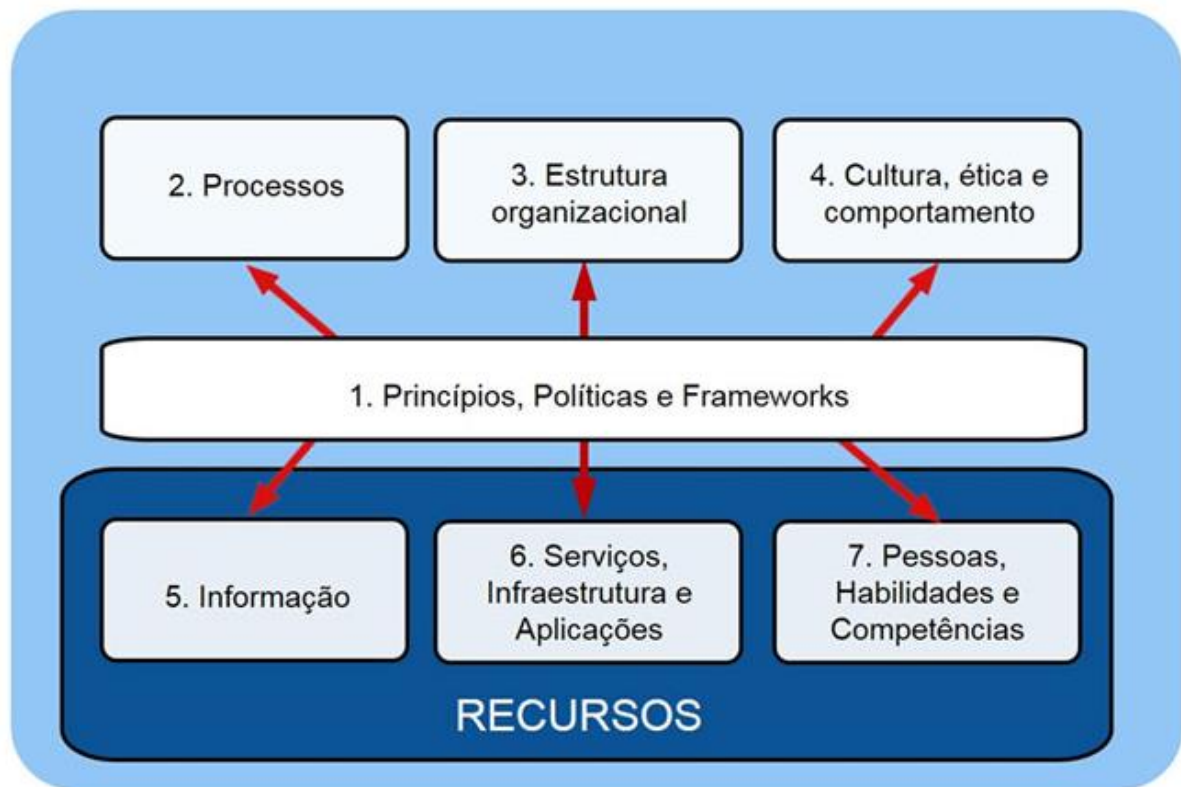 2. Processos
3. Estrutura
organizacional
4. Cultura, ética e
comportamento
1. Princípios, Políticas e Frameworks
5. Informação
6. Serviços,
Infraestrutura e
Aplicações
7. Pessoas,
Habilidades e
Competências
RECURSOS